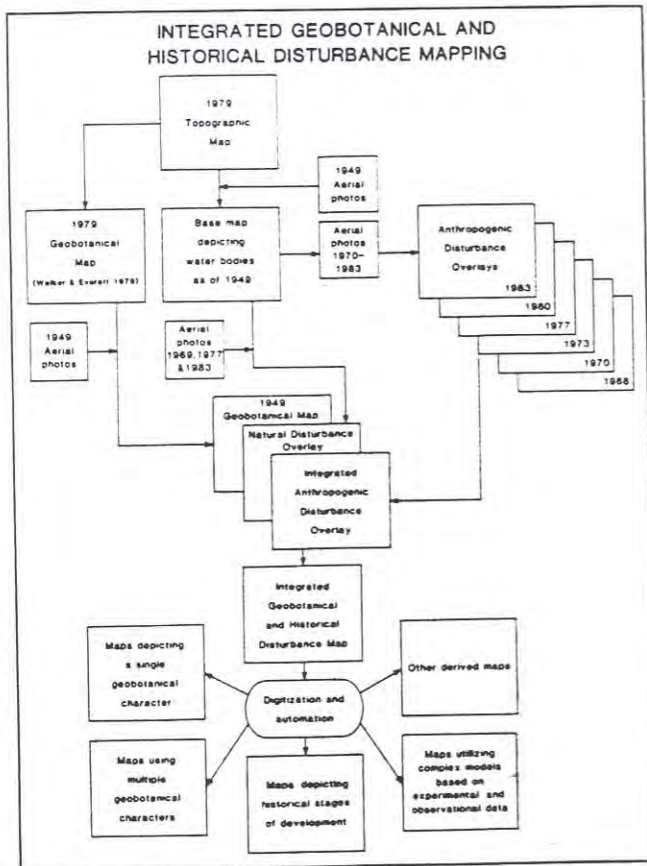 INTEGRATED GEOBOTANICAL AND
HISTORICAL DISTURBANCE MAPPING
1979
Topographic
Map
1949
Aerial
photos
1979
Geobotanical
Map
(Walker & Everett 1979)
Base map
depicting
water bodies
as of 1949
Aerial
photos
1970-
1983
Anthropogenic
Disturbance
Overlays
1983
1980
1977
1973
1970
1968
1949
Aerial
photos
Aerial
photos
1969, 1977
& 1983
1949
Geobotanical Map
Natural Disturbance
Overlay
Integrated
Anthropogenic
Disturbance
Overlay
Integrated
Geobotanical
and Historical
Disturbance Map
Maps depicting
a single
geobotanical
character
Digitization and
automation
Other derived maps
Maps using
multiple
geobotanical
characters
Maps depicting
historical stages
of development
Maps utilizing
complex models
based on
experimental and
observational data